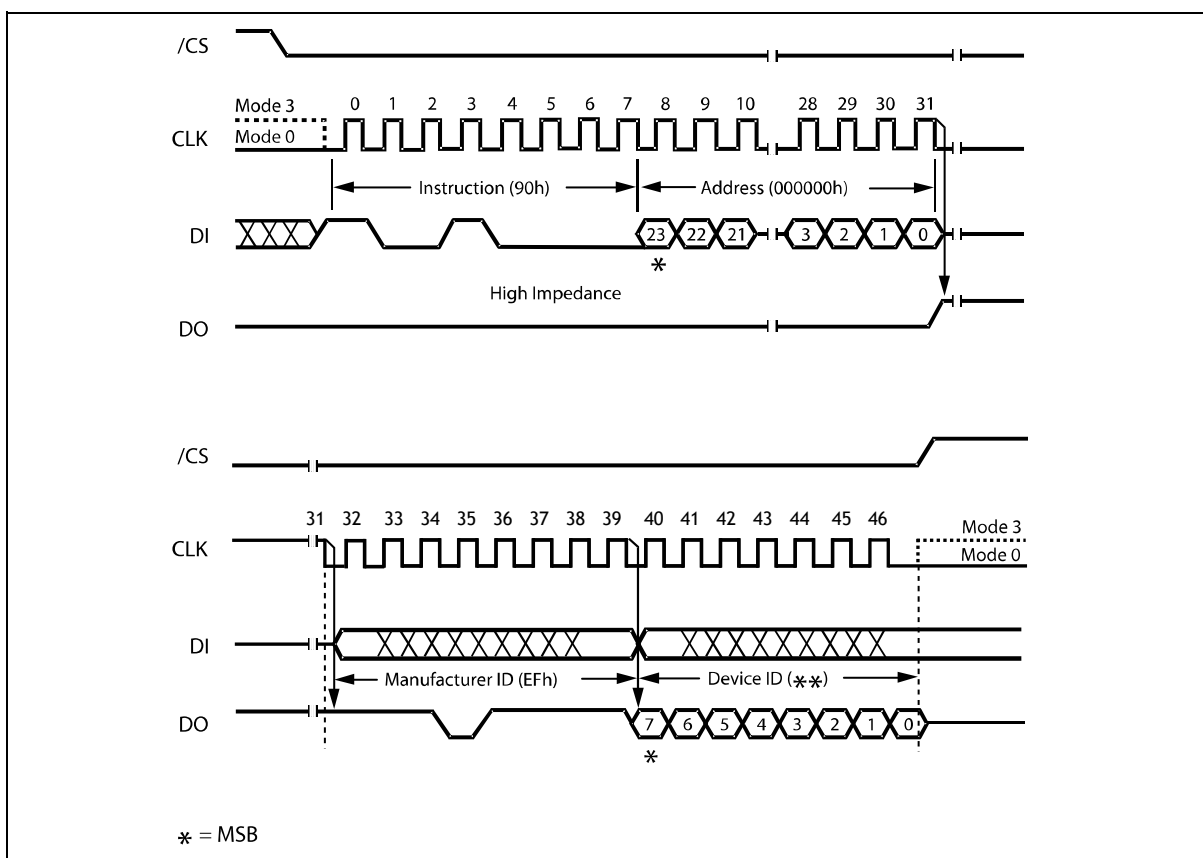 /CS
Mode 3
0 1 2 3 4 5 6 7 8 9 10 28 29 30 31
CLK
Mode 0
Instruction (90h)
Address (000000h)
DI
23 22 21 3 2 1 0
*
High Impedance
DO
/CS
31 32 33 34 35 36 37 38 39 40 41 42 43 44 45 46
Mode 3
CLK
Mode 0
DI
Manufacturer ID (EFh)
Device ID (**)
DO
7 6 5 4 3 2 1 0
*
* = MSB